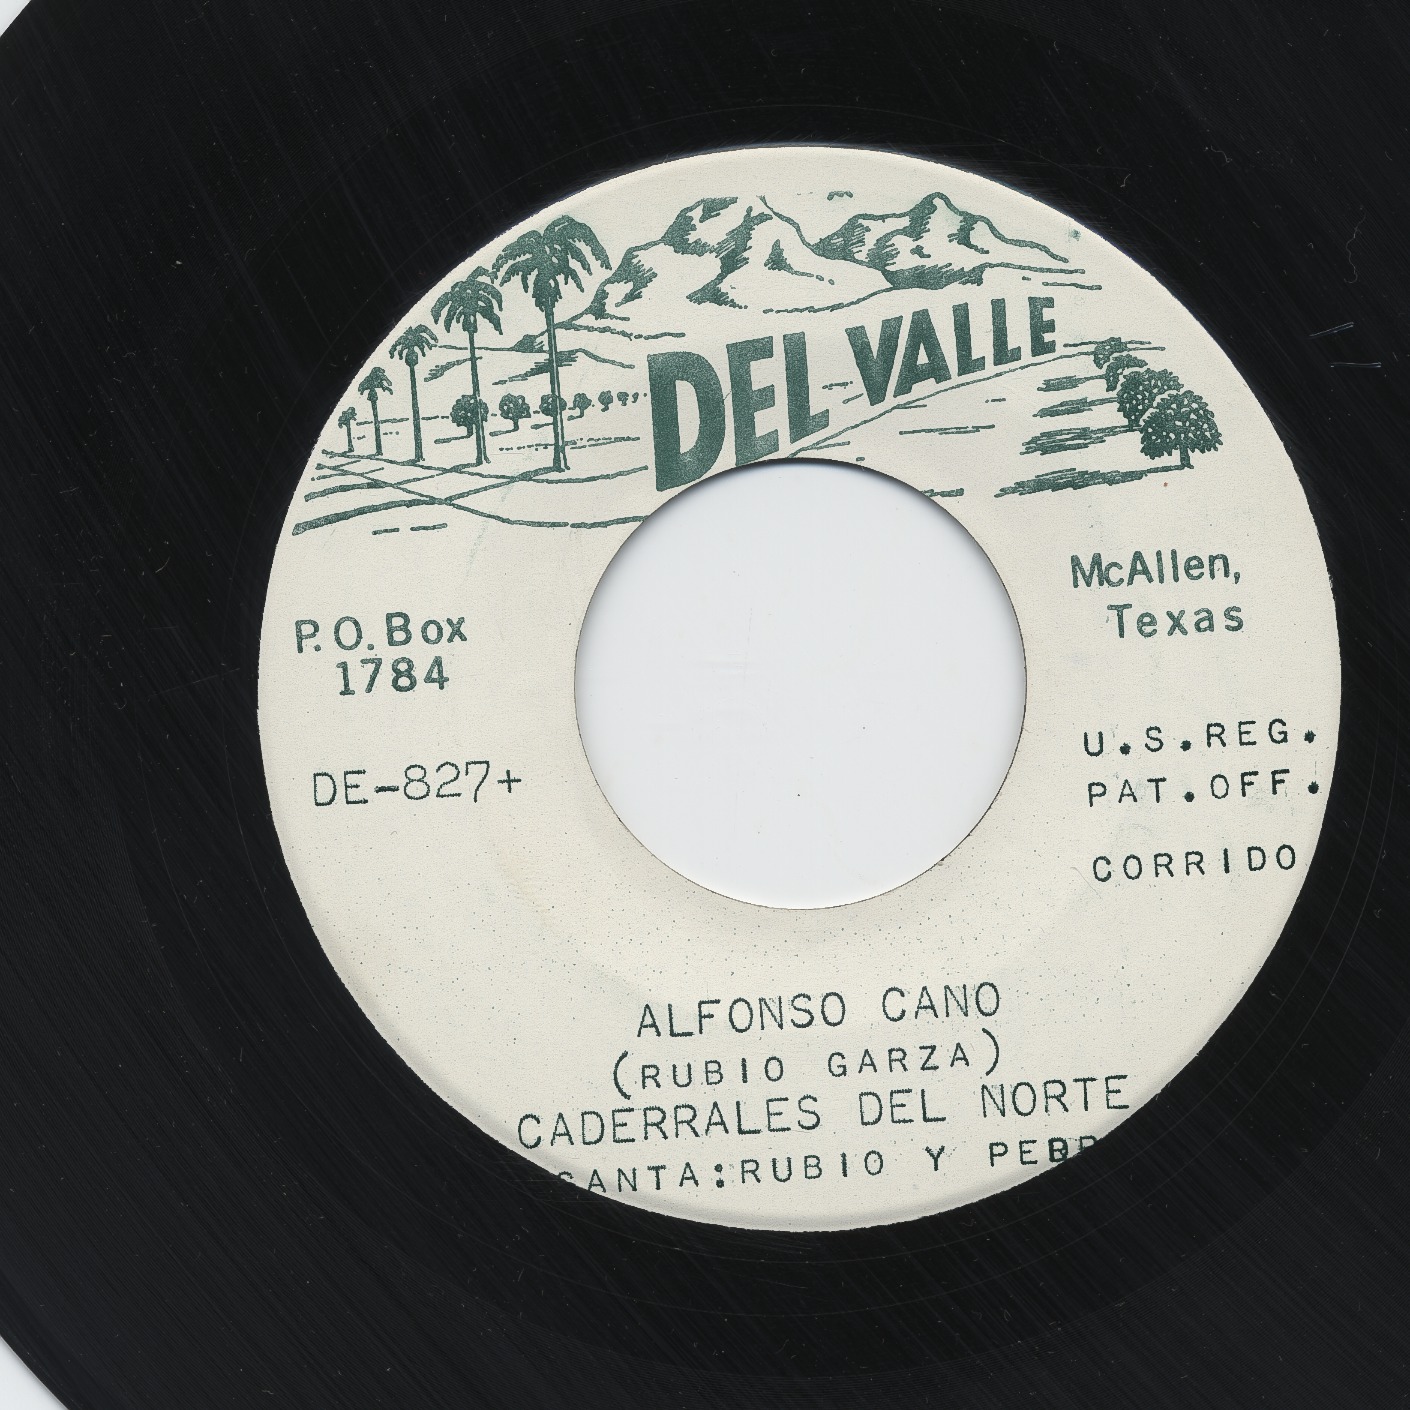 DEL VALLE
McAllen,
Texas
P.O. Box
1784
U.S.REG.
PAT.OFF.
DE-827+
CORRIDO
ALFONSO CANO
(RUBIO GARZA)
CADERRALES DEL NORTE
SANTA:RUBIO Y